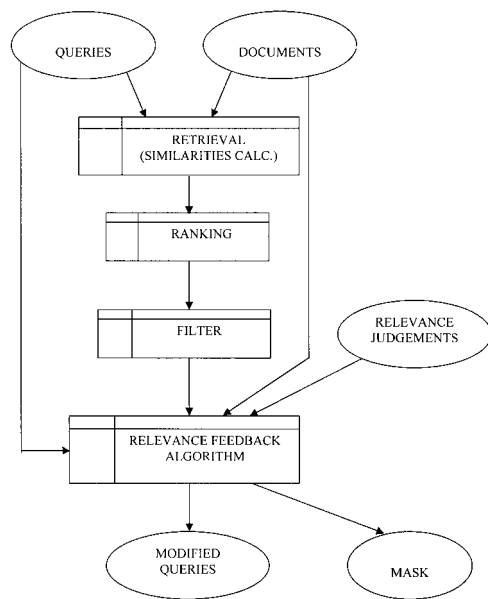 QUERIES
DOCUMENTS
RETRIEVAL
(SIMILARITIES CALC.)
RANKING
FILTER
RELEVANCE
JUDGEMENTS
RELEVANCE FEEDBACK
ALGORITHM
MODIFIED
QUERIES
MASK